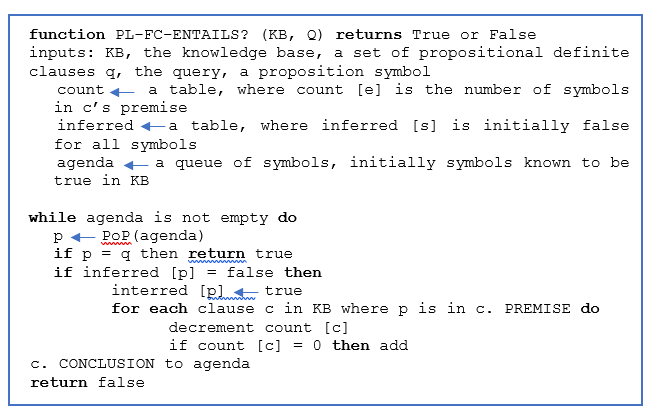 function PL-FC-ENTAILS? (KB, Q) returns True or False
inputs: KB, the knowledge base, a set of propositional definite
clauses q, the query, a proposition symbol
count ← a table, where count [e] is the number of symbols
in c’s premise
inferred ← a table, where inferred [s] is initially false
for all symbols
agenda ← a queue of symbols, initially symbols known to be
true in KB
while agenda is not empty do
p ← PoP(agenda)
if p = q then return true
if inferred [p] = false then
interred [p] ← true
for each clause c in KB where p is in c. PREMISE do
decrement count [c]
if count [c] = 0 then add
c. CONCLUSION to agenda
return false